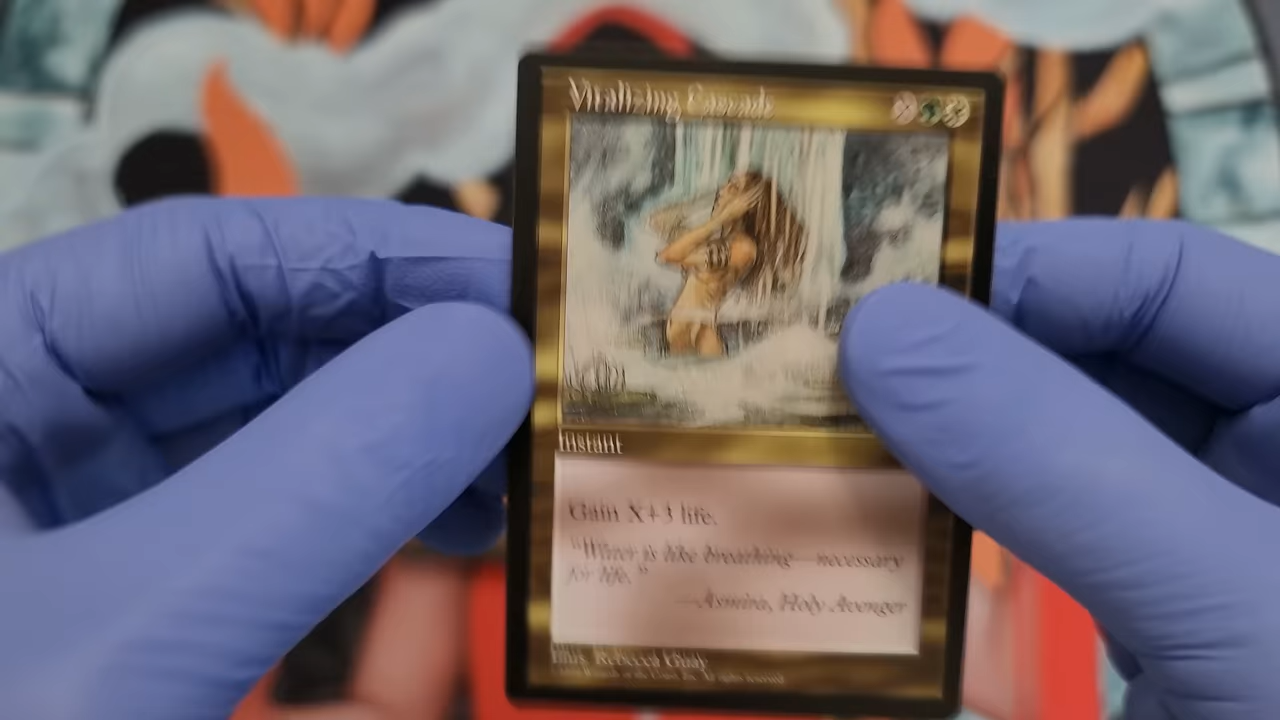 Vitalizing Cascade
X
Instant
Gain X+3 life.
"Water is like breathing—necessary
for life."
—Asmira, Holy Avenger
Illus. Rebecca Guay